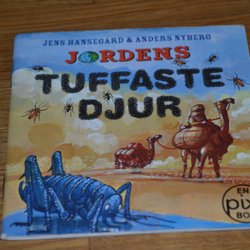 JENS HANSEGÅRD & ANDERS NYBERG
JORDENS
TUFFASTE
DJUR
EN
pixi
BOK